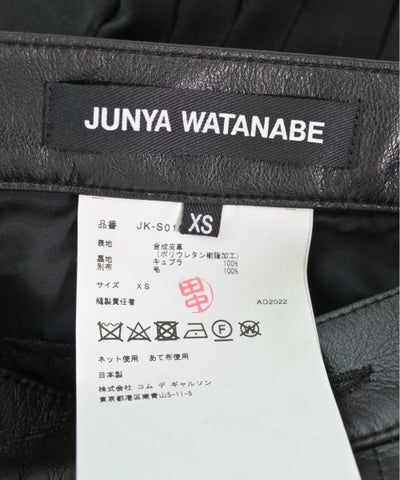 JUNYA WATANABE
XS
品番 JK-S01
表地 合成皮革
(ポリウレタン樹脂加工)
裏地 キュプラ 100%
別布 毛 100%
サイズ XS
縫製責任者 田中 AD2022
ネット使用 あて布使用
日本製
株式会社 コム デ ギャルソン
東京都港区南青山5-11-5